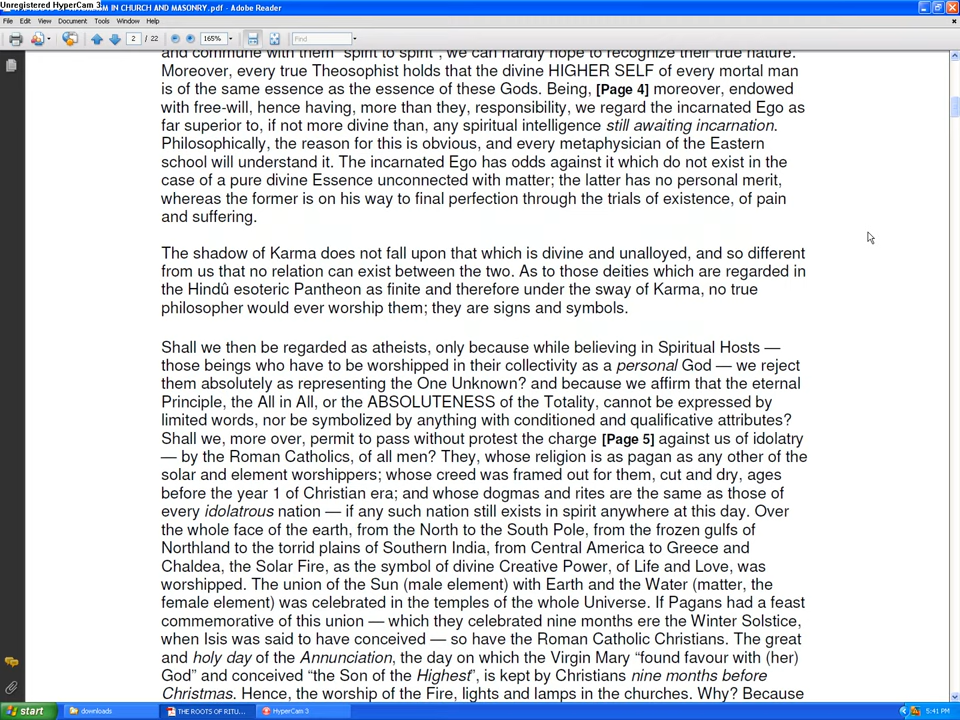 Unregistered HyperCam 3
M IN CHURCH AND MASONRY.pdf - Adobe Reader
File Edit View Document Tools Window Help
2 / 22 165% Find
and commune with them "spirit to spirit", we can hardly hope to recognize their true nature.
Moreover, every true Theosophist holds that the divine HIGHER SELF of every mortal man
is of the same essence as the essence of these Gods. Being, [Page 4] moreover, endowed
with free-will, hence having, more than they, responsibility, we regard the incarnated Ego as
far superior to, if not more divine than, any spiritual intelligence still awaiting incarnation.
Philosophically, the reason for this is obvious, and every metaphysician of the Eastern
school will understand it. The incarnated Ego has odds against it which do not exist in the
case of a pure divine Essence unconnected with matter; the latter has no personal merit,
whereas the former is on his way to final perfection through the trials of existence, of pain
and suffering.
The shadow of Karma does not fall upon that which is divine and unalloyed, and so different
from us that no relation can exist between the two. As to those deities which are regarded in
the Hindû esoteric Pantheon as finite and therefore under the sway of Karma, no true
philosopher would ever worship them; they are signs and symbols.
Shall we then be regarded as atheists, only because while believing in Spiritual Hosts —
those beings who have to be worshipped in their collectivity as a personal God — we reject
them absolutely as representing the One Unknown? and because we affirm that the eternal
Principle, the All in All, or the ABSOLUTENESS of the Totality, cannot be expressed by
limited words, nor be symbolized by anything with conditioned and qualificative attributes?
Shall we, more over, permit to pass without protest the charge [Page 5] against us of idolatry
— by the Roman Catholics, of all men? They, whose religion is as pagan as any other of the
solar and element worshippers; whose creed was framed out for them, cut and dry, ages
before the year 1 of Christian era; and whose dogmas and rites are the same as those of
every idolatrous nation — if any such nation still exists in spirit anywhere at this day. Over
the whole face of the earth, from the North to the South Pole, from the frozen gulfs of
Northland to the torrid plains of Southern India, from Central America to Greece and
Chaldea, the Solar Fire, as the symbol of divine Creative Power, of Life and Love, was
worshipped. The union of the Sun (male element) with Earth and the Water (matter, the
female element) was celebrated in the temples of the whole Universe. If Pagans had a feast
commemorative of this union — which they celebrated nine months ere the Winter Solstice,
when Isis was said to have conceived — so have the Roman Catholic Christians. The great
and holy day of the Annunciation, the day on which the Virgin Mary “found favour with (her)
God” and conceived “the Son of the Highest”, is kept by Christians nine months before
Christmas. Hence, the worship of the Fire, lights and lamps in the churches. Why? Because
start downloads THE ROOTS OF RITU... HyperCam 3 5:41 PM